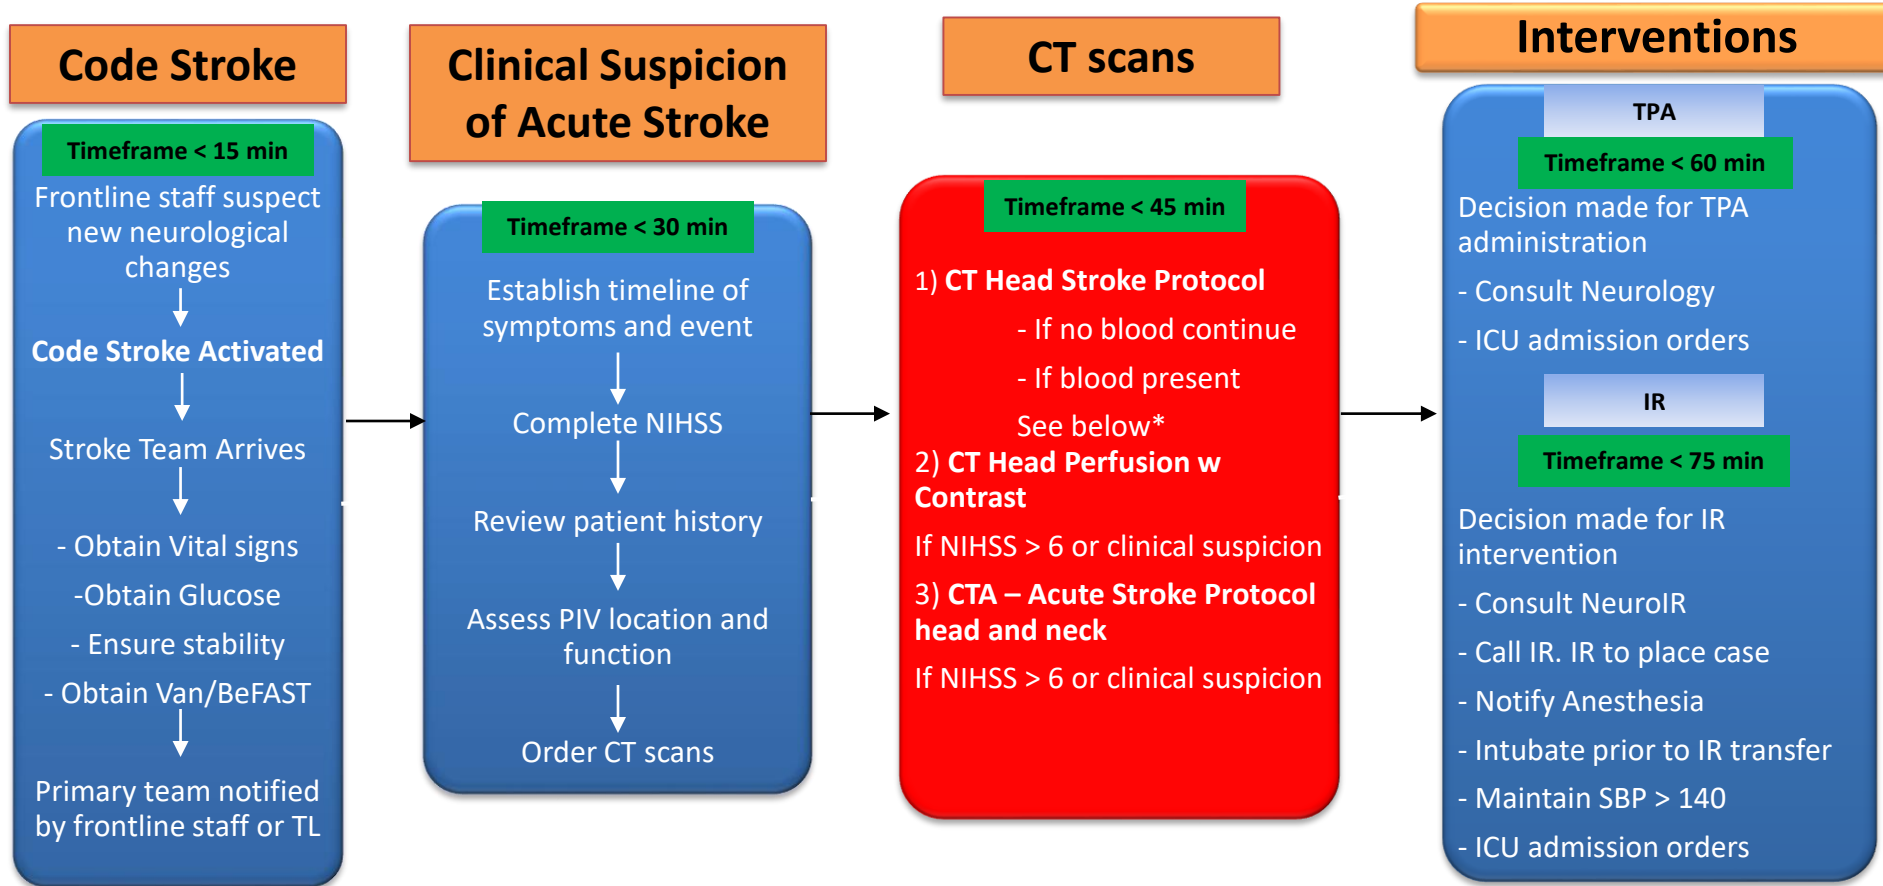 Code Stroke
Timeframe < 15 min
Frontline staff suspect
new neurological
changes
Code Stroke Activated
Stroke Team Arrives
- Obtain Vital signs
-Obtain Glucose
- Ensure stability
- Obtain Van/BeFAST
Primary team notified
by frontline staff or TL
Clinical Suspicion
of Acute Stroke
Timeframe < 30 min
Establish timeline of
symptoms and event
Complete NIHSS
Review patient history
Assess PIV location and
function
Order CT scans
CT scans
Timeframe < 45 min
1) CT Head Stroke Protocol
- If no blood continue
- If blood present
See below*
2) CT Head Perfusion w
Contrast
If NIHSS > 6 or clinical suspicion
3) CTA – Acute Stroke Protocol
head and neck
If NIHSS > 6 or clinical suspicion
Interventions
TPA
Timeframe < 60 min
Decision made for TPA
administration
- Consult Neurology
- ICU admission orders
IR
Timeframe < 75 min
Decision made for IR
intervention
- Consult NeuroIR
- Call IR. IR to place case
- Notify Anesthesia
- Intubate prior to IR transfer
- Maintain SBP > 140
- ICU admission orders